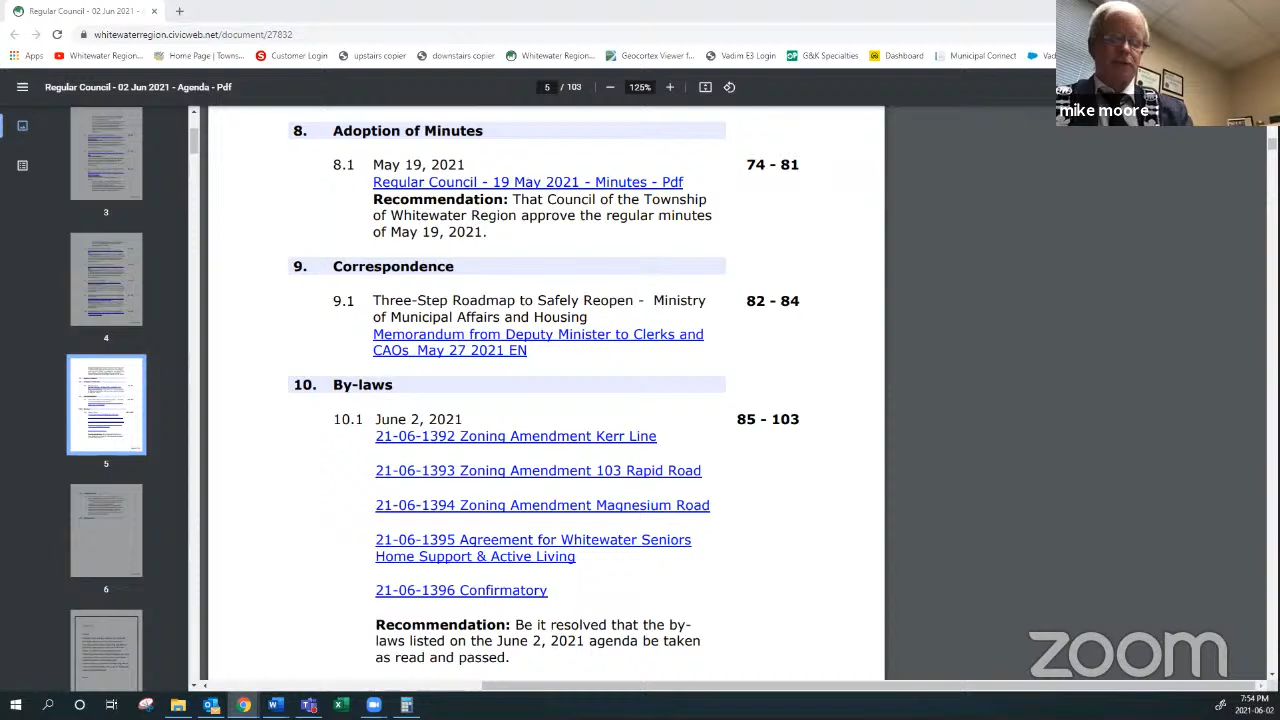 Regular Council - 02 Jun 2021 -
whitewaterregion.civicweb.net/document/27832
Apps
Whitewater Region...
Home Page | Towns...
Customer Login
upstairs copier
downstairs copier
Whitewater Region...
Geocortex Viewer f...
Vadim E3 Login
G&K Specialties
Dashboard
Municipal Connect
Vad
Regular Council - 02 Jun 2021 - Agenda - Pdf
5 / 103
125%
mike moore
3
4
5
6
8. Adoption of Minutes
8.1 May 19, 2021 74 - 81
Regular Council - 19 May 2021 - Minutes - Pdf
Recommendation: That Council of the Township
of Whitewater Region approve the regular minutes
of May 19, 2021.
9. Correspondence
9.1 Three-Step Roadmap to Safely Reopen - Ministry 82 - 84
of Municipal Affairs and Housing
Memorandum from Deputy Minister to Clerks and
CAOs May 27 2021 EN
10. By-laws
10.1 June 2, 2021 85 - 103
21-06-1392 Zoning Amendment Kerr Line
21-06-1393 Zoning Amendment 103 Rapid Road
21-06-1394 Zoning Amendment Magnesium Road
21-06-1395 Agreement for Whitewater Seniors
Home Support & Active Living
21-06-1396 Confirmatory
Recommendation: Be it resolved that the by-
laws listed on the June 2, 2021 agenda be taken
as read and passed.
zoom
7:54 PM
2021-06-02